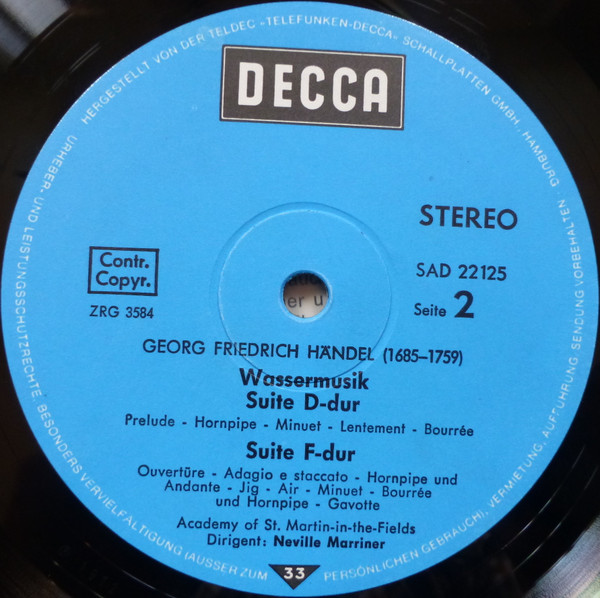 HERGESTELLT VON DER TELDEC »TELEFUNKEN-DECCA« SCHALLPLATTEN GMBH, HAMBURG
URHEBER- UND LEISTUNGSSCHUTZRECHTE, BESONDERS VERVIELFÄLTIGUNG (AUSSER ZUM PERSÖNLICHEN GEBRAUCH), VERMIETUNG, AUFFÜHRUNG, SENDUNG VORBEHALTEN
DECCA
STEREO
Contr.
Copyr.
SAD 22125
ZRG 3584
Seite 2
er u
GEORG FRIEDRICH HÄNDEL (1685–1759)
Wassermusik
Suite D-dur
Prelude - Hornpipe - Minuet - Lentement - Bourrée
Suite F-dur
Ouvertüre - Adagio e staccato - Hornpipe und
Andante - Jig - Air - Minuet - Bourrée
und Hornpipe - Gavotte
Academy of St. Martin-in-the-Fields
Dirigent: Neville Marriner
33